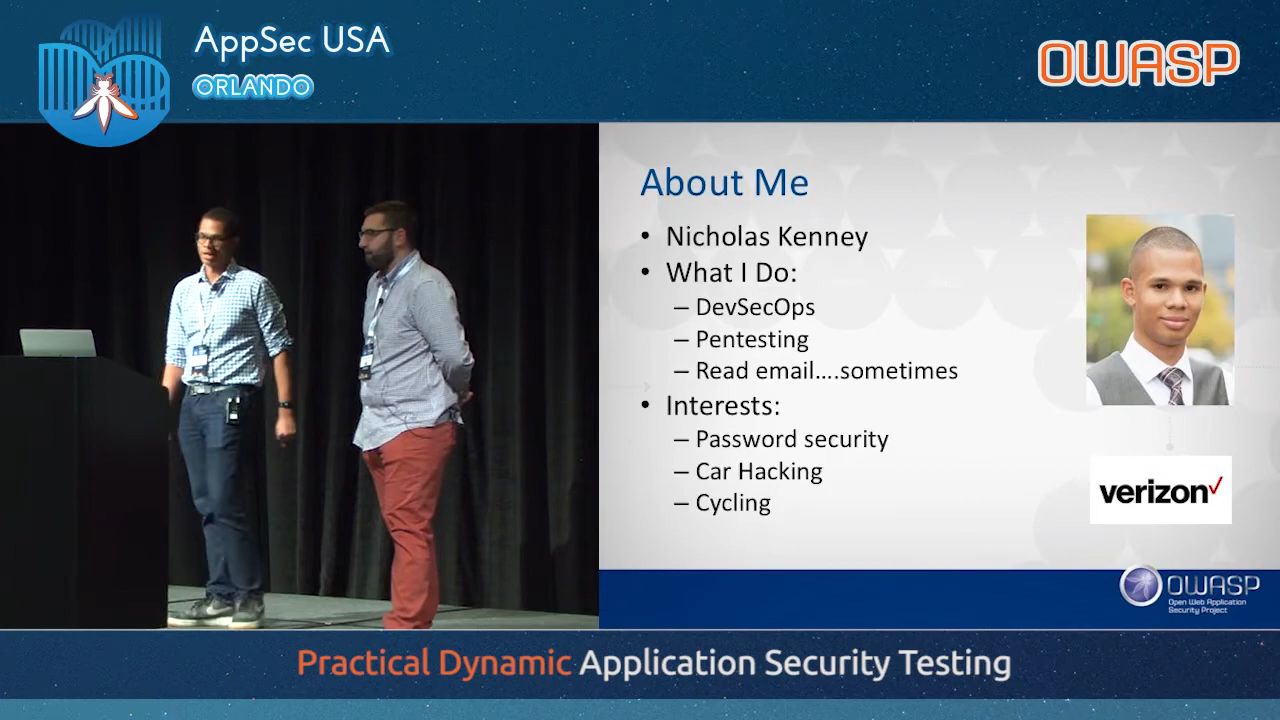 AppSec USA
ORLANDO
OWASP
About Me
• Nicholas Kenney
• What I Do:
– DevSecOps
– Pentesting
– Read email....sometimes
• Interests:
– Password security
– Car Hacking
– Cycling
verizon✓
OWASP
Open Web Application
Security Project
Practical Dynamic Application Security Testing